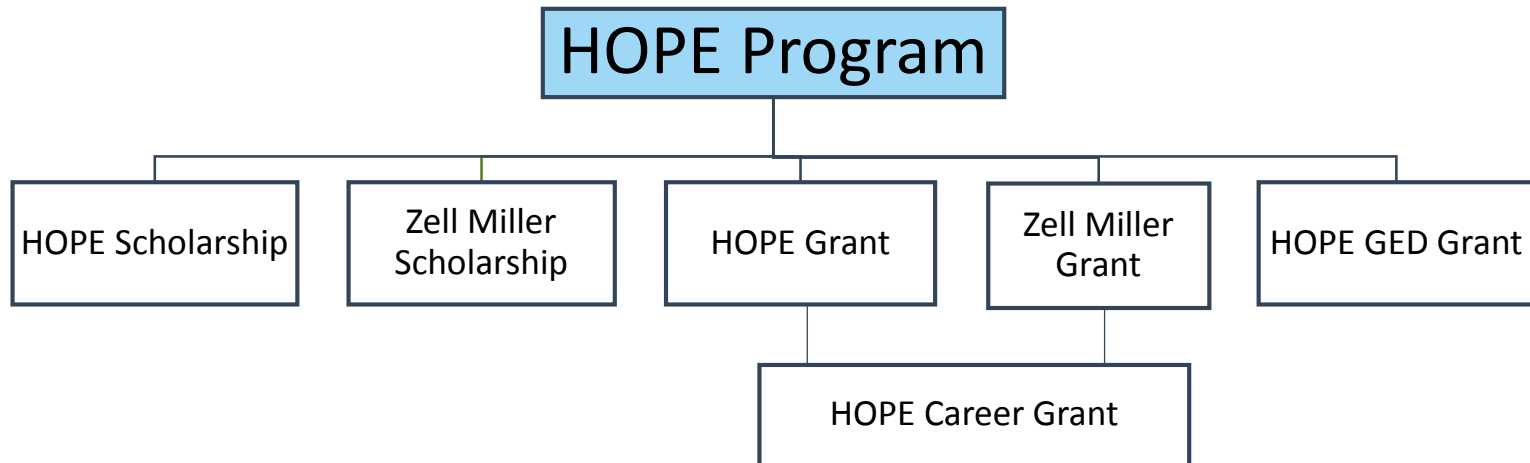 HOPE Program
HOPE Scholarship
Zell Miller
Scholarship
HOPE Grant
Zell Miller
Grant
HOPE GED Grant
HOPE Career Grant